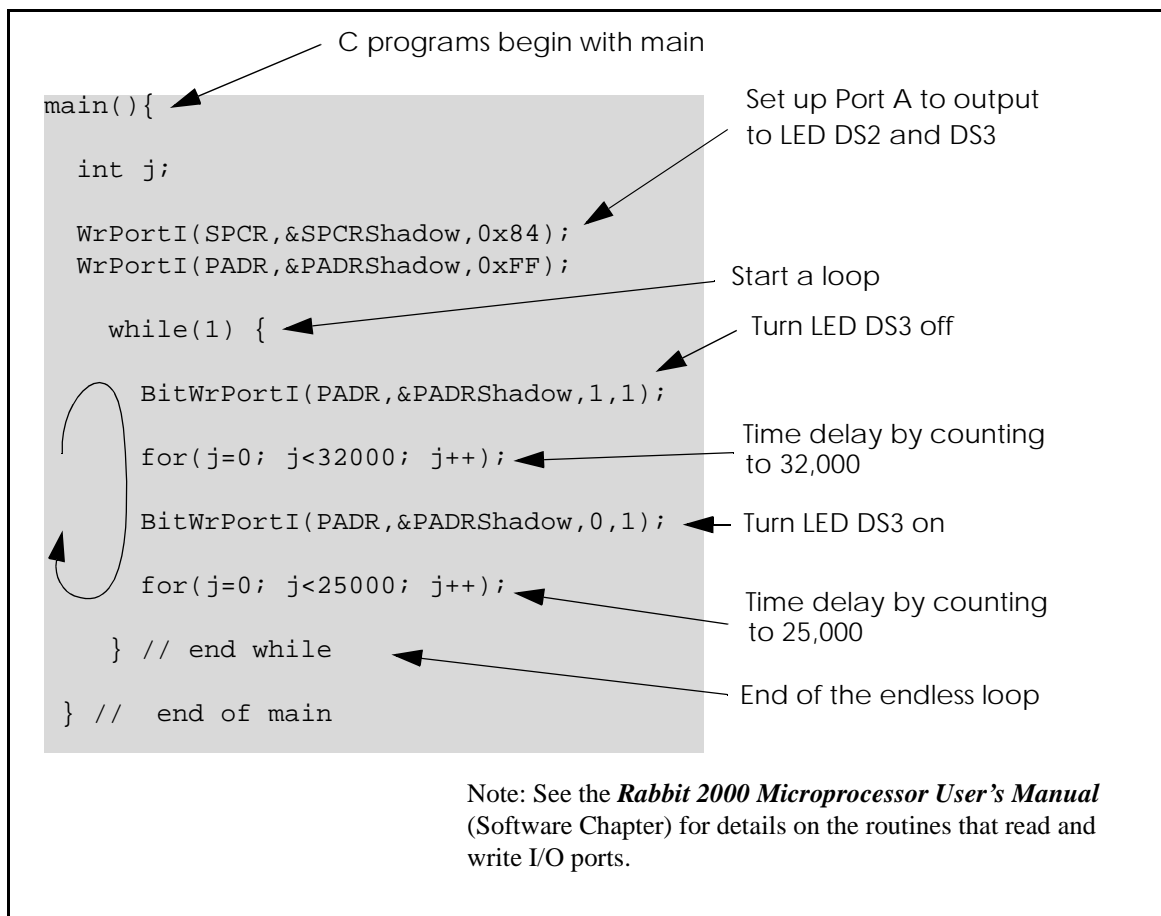 C programs begin with main
main(){
Set up Port A to output
to LED DS2 and DS3
int j;
WrPortI(SPCR,&SPCRShadow,0x84);
WrPortI(PADR,&PADRShadow,0xFF);
Start a loop
while(1) {
Turn LED DS3 off
BitWrPortI(PADR,&PADRShadow,1,1);
Time delay by counting
to 32,000
for(j=0; j<32000; j++);
BitWrPortI(PADR,&PADRShadow,0,1);
Turn LED DS3 on
for(j=0; j<25000; j++);
Time delay by counting
to 25,000
} // end while
End of the endless loop
} //  end of main
Note: See the Rabbit 2000 Microprocessor User’s Manual
(Software Chapter) for details on the routines that read and
write I/O ports.